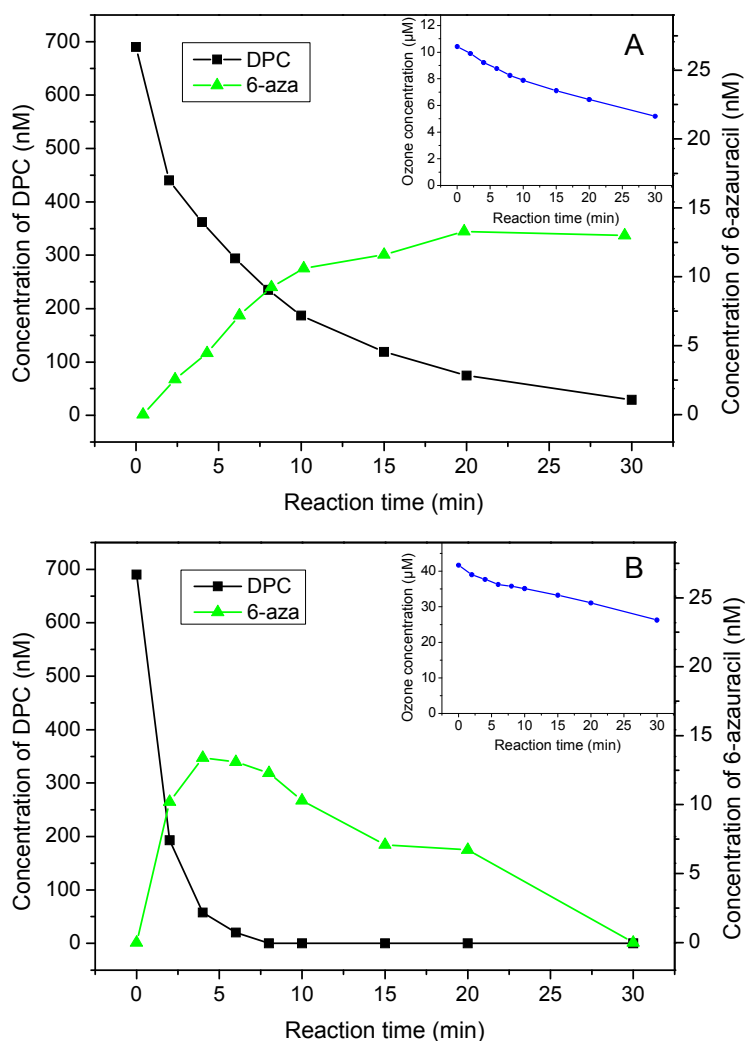 A
DPC
6-aza
Concentration of DPC (nM)
700
600
500
400
300
200
100
0
0 5 10 15 20 25 30
Reaction time (min)
Concentration of 6-azauracil (nM)
25
20
15
10
5
0
Ozone concentration (µM)
12
10
8
6
4
2
0
0 5 10 15 20 25 30
Reaction time (min)
B
DPC
6-aza
Concentration of DPC (nM)
700
600
500
400
300
200
100
0
0 5 10 15 20 25 30
Reaction time (min)
Concentration of 6-azauracil (nM)
25
20
15
10
5
0
Ozone concentration (µM)
40
30
20
10
0
0 5 10 15 20 25 30
Reaction time (min)